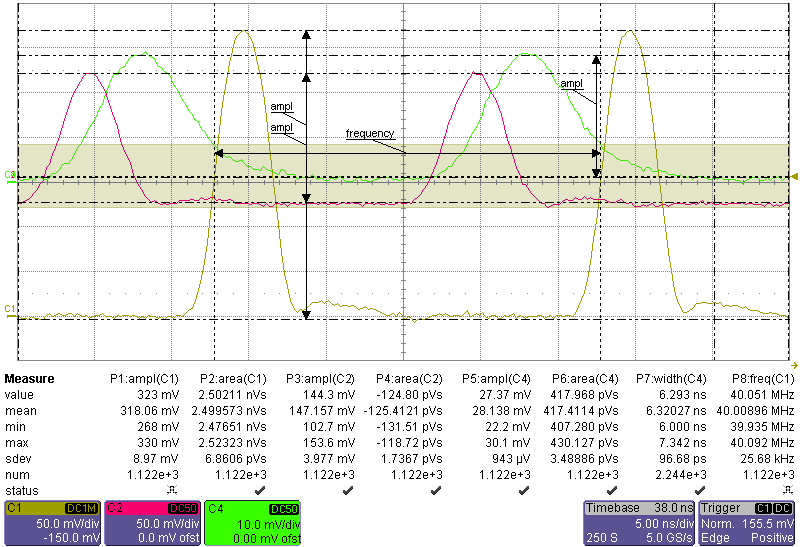 ampl
ampl
ampl
frequency
C1
Measure P1:ampl(C1) P2:area(C1) P3:ampl(C2) P4:area(C2) P5:ampl(C4) P6:area(C4) P7:width(C4) P8:freq(C1)
value 323 mV 2.50211 nVs 144.3 mV -124.80 pVs 27.37 mV 417.968 pVs 6.293 ns 40.051 MHz
mean 318.06 mV 2.499573 nVs 147.157 mV -125.4121 pVs 28.138 mV 417.4114 pVs 6.32027 ns 40.00896 MHz
min 268 mV 2.47651 nVs 102.7 mV -131.51 pVs 22.2 mV 407.280 pVs 6.000 ns 39.935 MHz
max 330 mV 2.52323 nVs 153.6 mV -118.72 pVs 30.1 mV 430.127 pVs 7.342 ns 40.092 MHz
sdev 8.97 mV 6.8606 pVs 3.977 mV 1.7367 pVs 943 µV 3.48886 pVs 96.68 ps 25.68 kHz
num 1.122e+3 1.122e+3 1.122e+3 1.122e+3 1.122e+3 1.122e+3 2.244e+3 1.122e+3
status
C1 DC1M C2 DC50 C4 DC50 Timebase 38.0 ns Trigger C1 DC
50.0 mV/div 50.0 mV/div 10.0 mV/div 5.00 ns/div Norm. 155.5 mV
-150.0 mV 0.0 mV ofst 0.00 mV ofst 250 S 5.0 GS/s Edge Positive